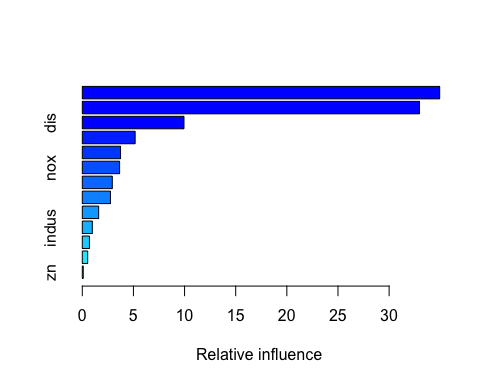 dis
nox
indus
zn
0 5 10 15 20 25 30
Relative influence